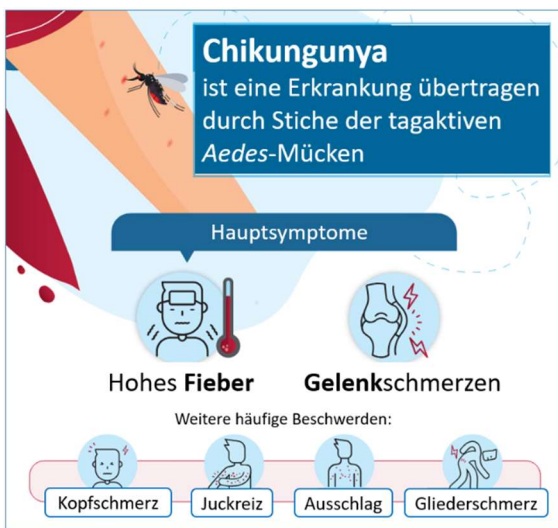 Chikungunya
ist eine Erkrankung übertragen
durch Stiche der tagaktiven
Aedes-Mücken
Hauptsymptome
Hohes Fieber
Gelenkschmerzen
Weitere häufige Beschwerden:
Kopfschmerz
Juckreiz
Ausschlag
Gliederschmerz